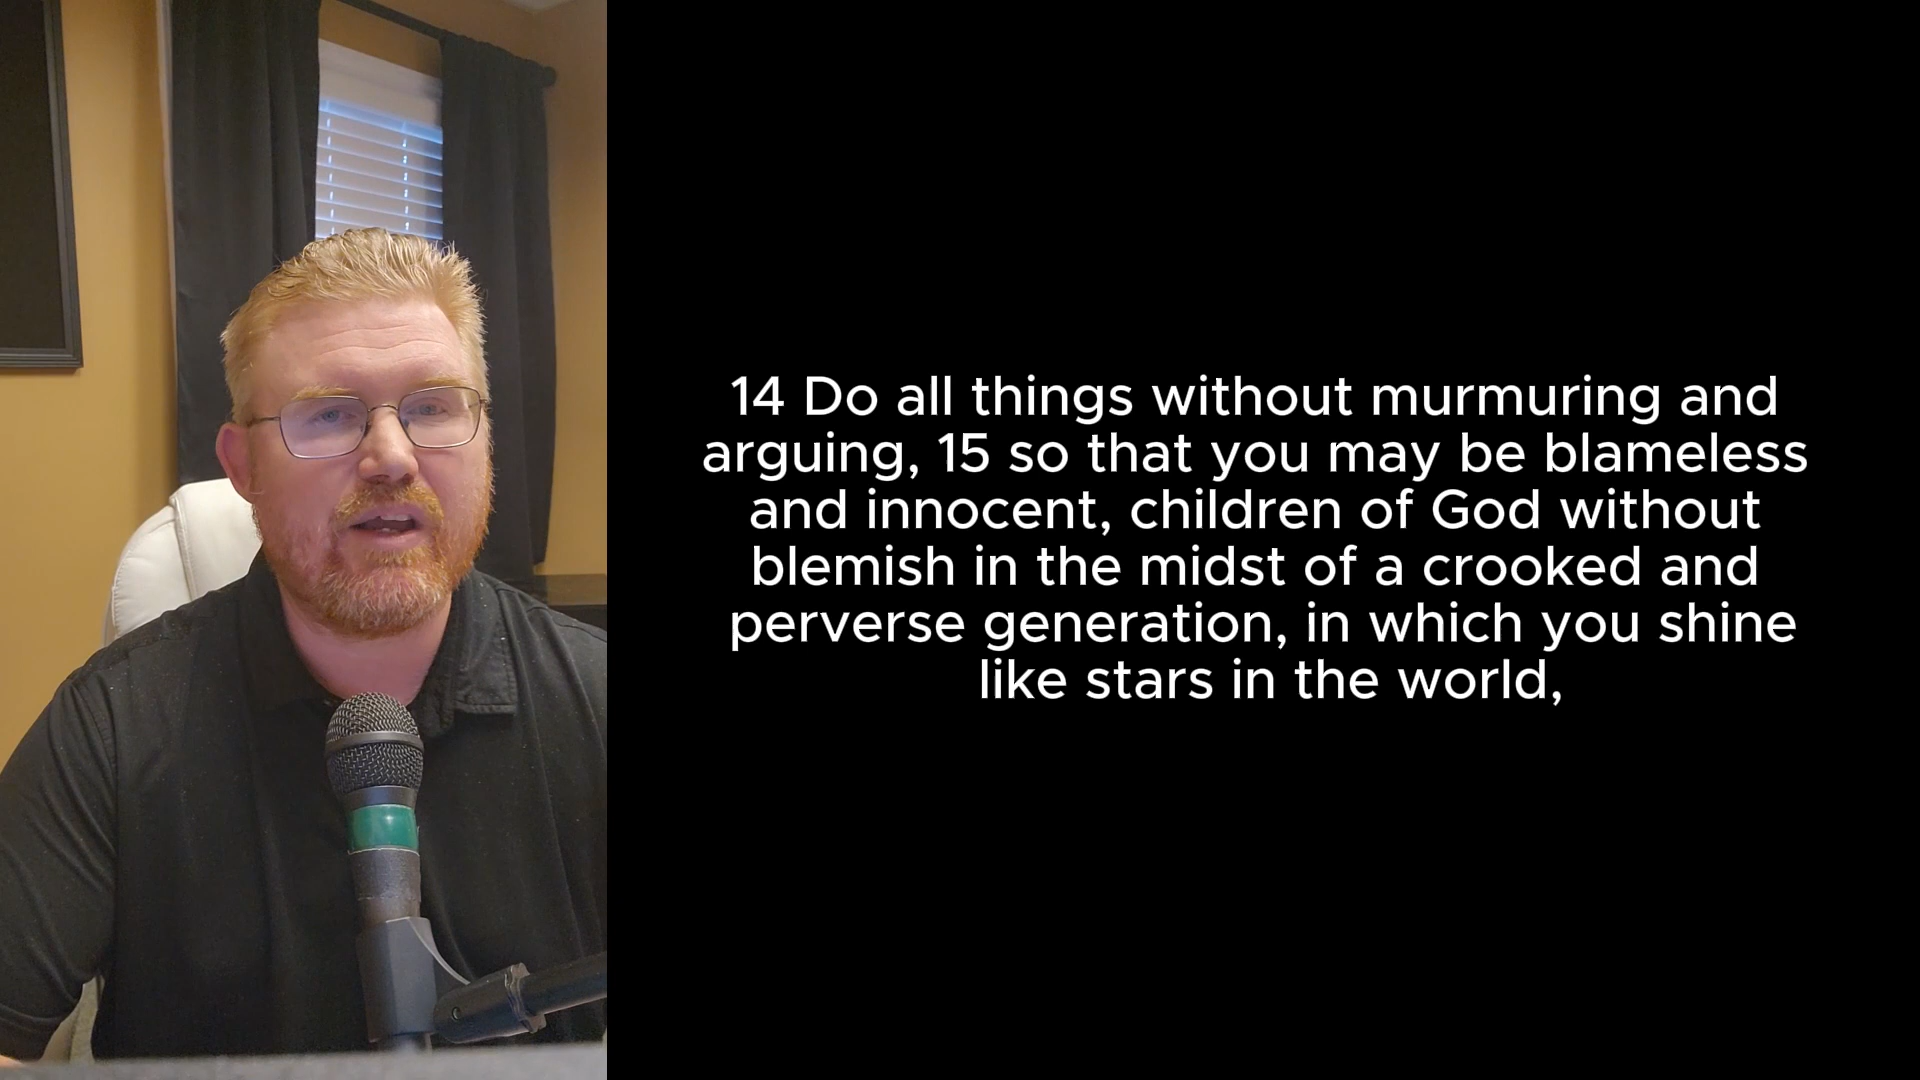 14 Do all things without murmuring and
arguing, 15 so that you may be blameless
and innocent, children of God without
blemish in the midst of a crooked and
perverse generation, in which you shine
like stars in the world,